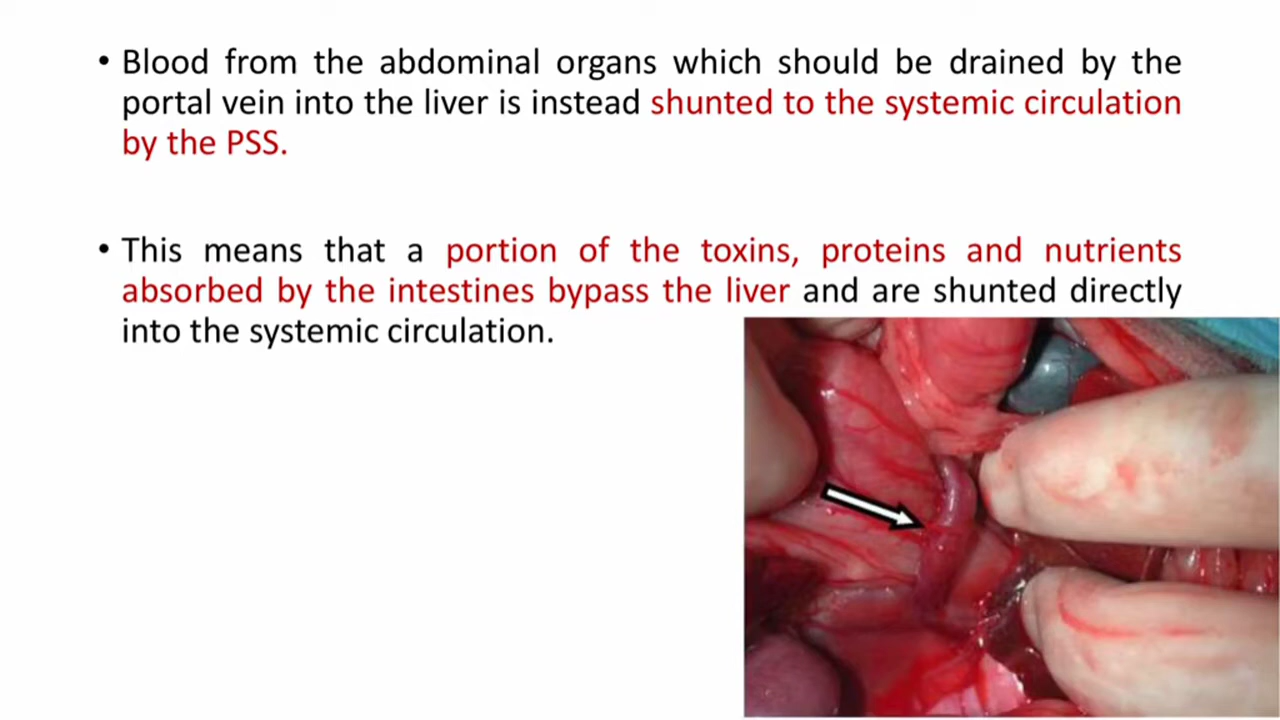 • Blood from the abdominal organs which should be drained by the
portal vein into the liver is instead shunted to the systemic circulation
by the PSS.
• This means that a portion of the toxins, proteins and nutrients
absorbed by the intestines bypass the liver and are shunted directly
into the systemic circulation.